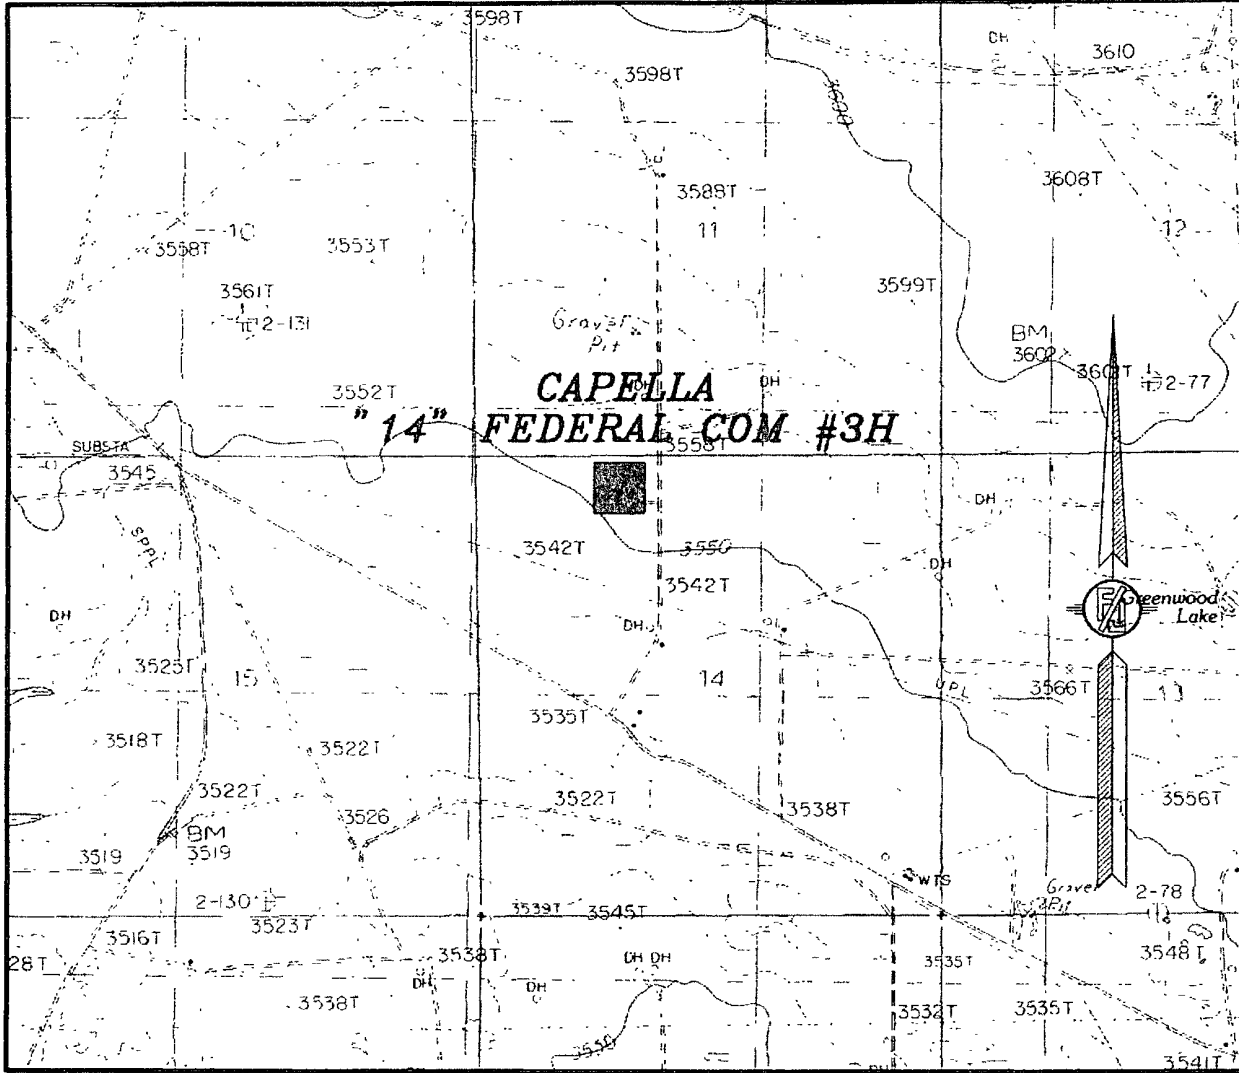 3598T
DH
3610
3598T
3600
3588T
3608T
10
11
12
3558T
3553T
3599T
3561T
2-131
Gravel
Pit
BM
3602
3601T
2-77
3552T
DH
DH
CAPELLA
"14" FEDERAL COM #3H
SUBSTA
3558T
3545
DH
SPPL
3542T
3550
DH
3542T
Greenwood
Lake
DH
DH
3525T
15
14
UPL
3566T
13
3535T
3518T
3522T
3522T
3522T
3538T
3556T
3526
BM
3519
3519
WTS
Gravel
Pit
2-78
2-130
3539T
3545T
3523T
3516T
3538T
3548T
28T
DH DH
3535T
DH
DH
3538T
3532T
3535T
3550
DH
3541T